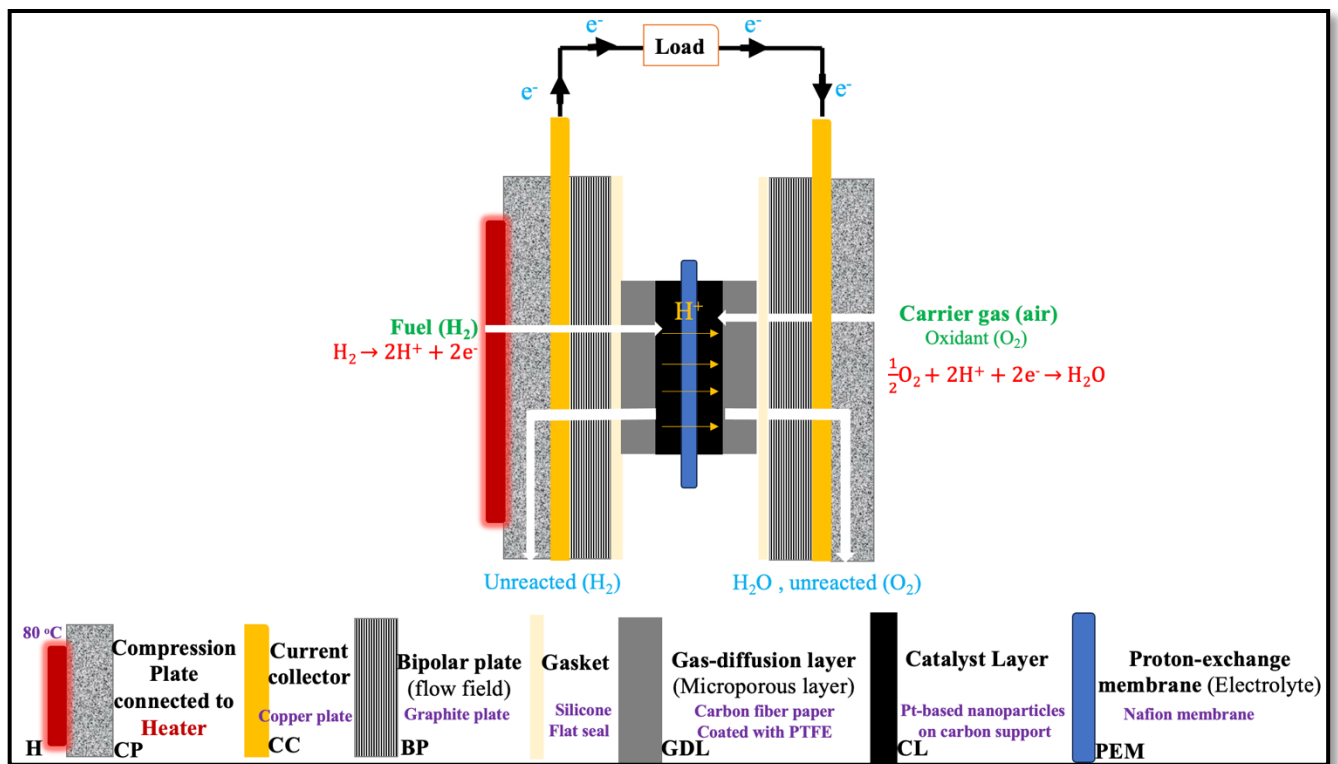 e⁻
Load
e⁻
e⁻
e⁻
H⁺
Fuel (H₂)
H₂ → 2H⁺ + 2e⁻
Carrier gas (air)
Oxidant (O₂)
½O₂ + 2H⁺ + 2e⁻ → H₂O
Unreacted (H₂)
H₂O , unreacted (O₂)
80 °C
H
Compression
Plate
connected to
Heater
CP
Current
collector
Copper plate
CC
Bipolar plate
(flow field)
Graphite plate
BP
Gasket
Silicone
Flat seal
Gas-diffusion layer
(Microporous layer)
Carbon fiber paper
Coated with PTFE
GDL
Catalyst Layer
Pt-based nanoparticles
on carbon support
CL
Proton-exchange
membrane (Electrolyte)
Nafion membrane
PEM